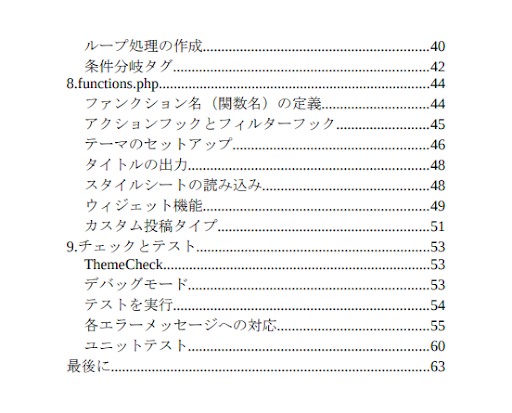 ループ処理の作成..............................................................40
条件分岐タグ......................................................................42
8.functions.php.........................................................................44
ファンクション名（関数名）の定義..............................44
アクションフックとフィルターフック..........................45
テーマのセットアップ......................................................46
タイトルの出力..................................................................48
スタイルシートの読み込み..............................................48
ウィジェット機能..............................................................49
カスタム投稿タイプ..........................................................51
9.チェックとテスト................................................................53
ThemeCheck........................................................................53
デバッグモード..................................................................53
テストを実行......................................................................54
各エラーメッセージへの対応..........................................55
ユニットテスト..................................................................60
最後に.......................................................................................63